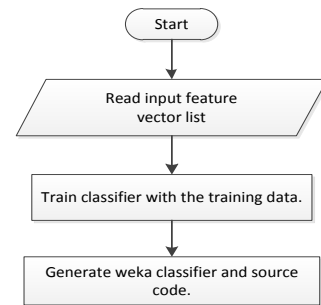 Start
Read input feature
vector list
Train classifier with the training data.
Generate weka classifier and source
code.